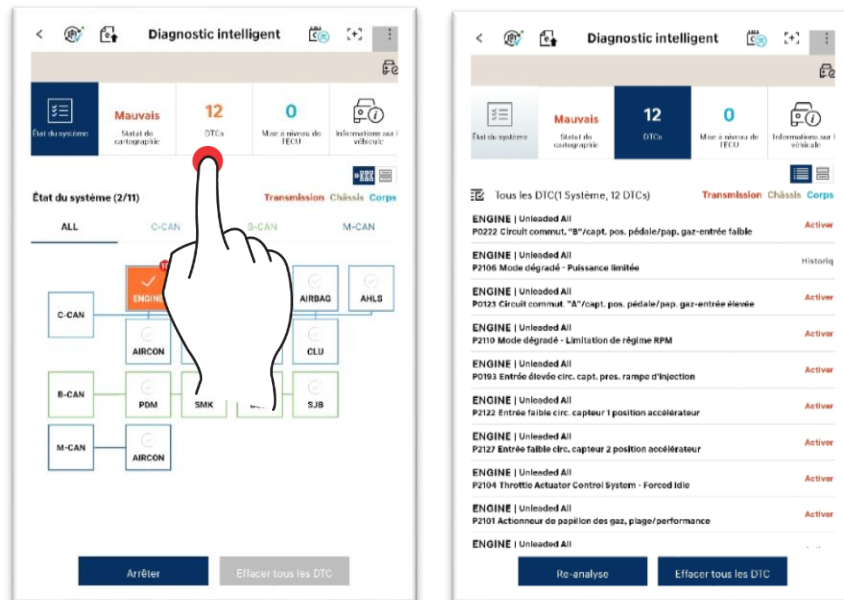 Diagnostic intelligent
État du système
Mauvais
Statut de
cartographie
12
DTCs
0
Mise à niveau de
l'ECU
Informations sur l
véhicule
État du système (2/11)
Transmission Châssis Corps
ALL
C-CAN
B-CAN
M-CAN
C-CAN
ENGINE
AIRBAG
AHLS
AIRCON
CLU
B-CAN
PDM
SMK
SJB
M-CAN
AIRCON
Arrêter
Effacer tous les DTC
Diagnostic intelligent
État du système
Mauvais
Statut de
cartographie
12
DTCs
0
Mise à niveau de
l'ECU
Informations sur l
véhicule
Tous les DTC(1 Système, 12 DTCs)
Transmission Châssis Corps
ENGINE | Unleaded All
P0222 Circuit commut. "B"/capt. pos. pédale/pap. gaz-entrée faible
Activer
ENGINE | Unleaded All
P2106 Mode dégradé - Puissance limitée
Historiq
ENGINE | Unleaded All
P0123 Circuit commut. "A"/capt. pos. pédale/pap. gaz-entrée élevée
Activer
ENGINE | Unleaded All
P2110 Mode dégradé - Limitation de régime RPM
Activer
ENGINE | Unleaded All
P0193 Entrée élevée circ. capt. pres. rampe d'injection
Activer
ENGINE | Unleaded All
P2122 Entrée faible circ. capteur 1 position accélérateur
Activer
ENGINE | Unleaded All
P2127 Entrée faible circ. capteur 2 position accélérateur
Activer
ENGINE | Unleaded All
P2104 Throttle Actuator Control System - Forced Idle
Activer
ENGINE | Unleaded All
P2101 Actionneur de papillon des gaz, plage/performance
Activer
ENGINE | Unleaded All
Re-analyse
Effacer tous les DTC